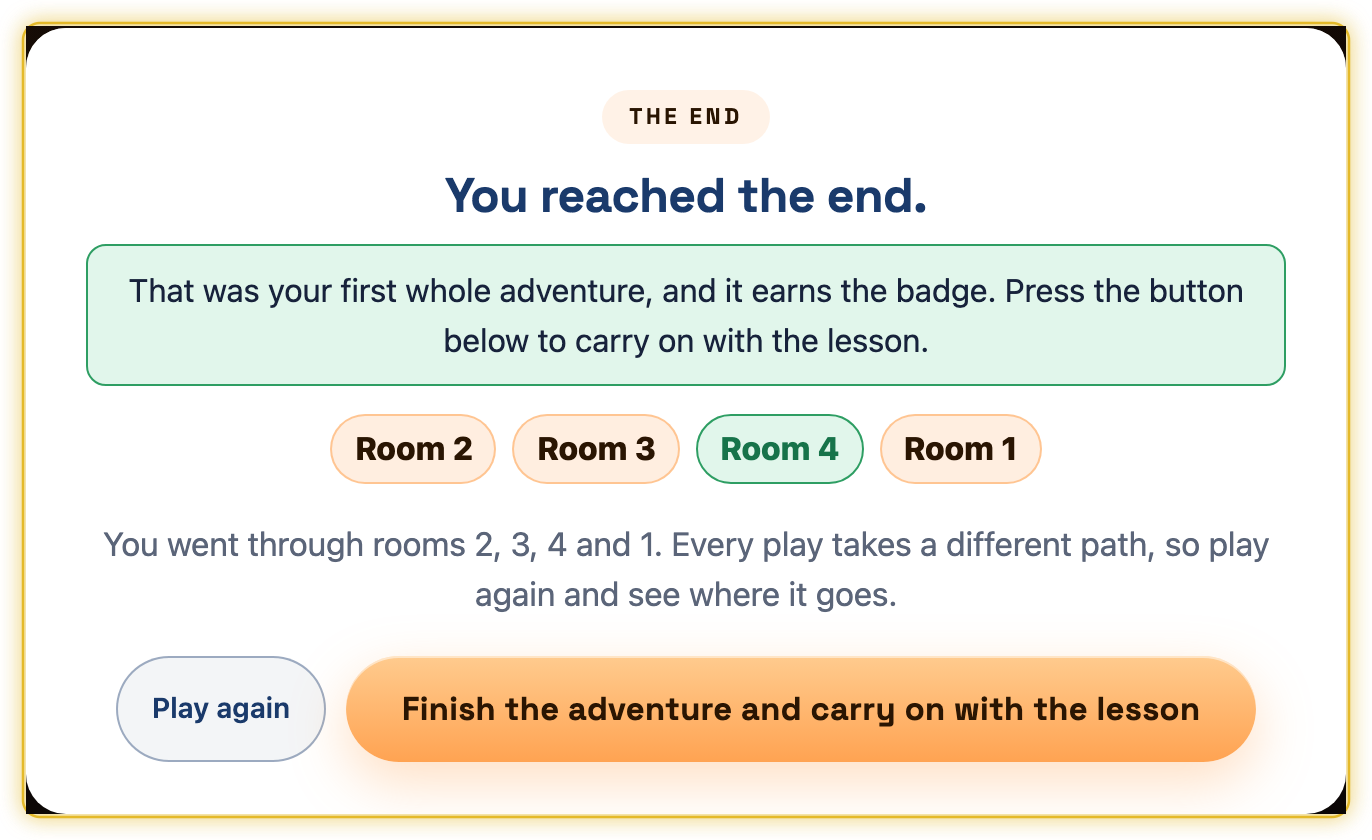 THE END
You reached the end.
That was your first whole adventure, and it earns the badge. Press the button
below to carry on with the lesson.
Room 2 Room 3 Room 4 Room 1
You went through rooms 2, 3, 4 and 1. Every play takes a different path, so play
again and see where it goes.
Play again Finish the adventure and carry on with the lesson